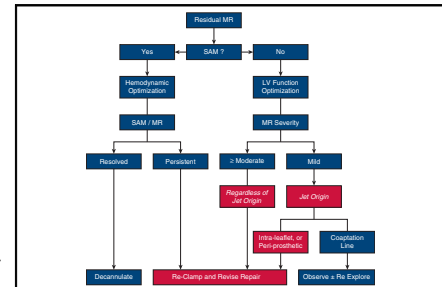 Residual MR
Yes
SAM ?
No
Hemodynamic
Optimization
LV Function
Optimization
SAM / MR
MR Severity
Resolved
Persistent
≥ Moderate
Mild
Regardless of
Jet Origin
Jet Origin
Intra-leaflet, or
Peri-prosthetic
Coaptation
Line
Decannulate
Re-Clamp and Revise Repair
Observe ± Re Explore